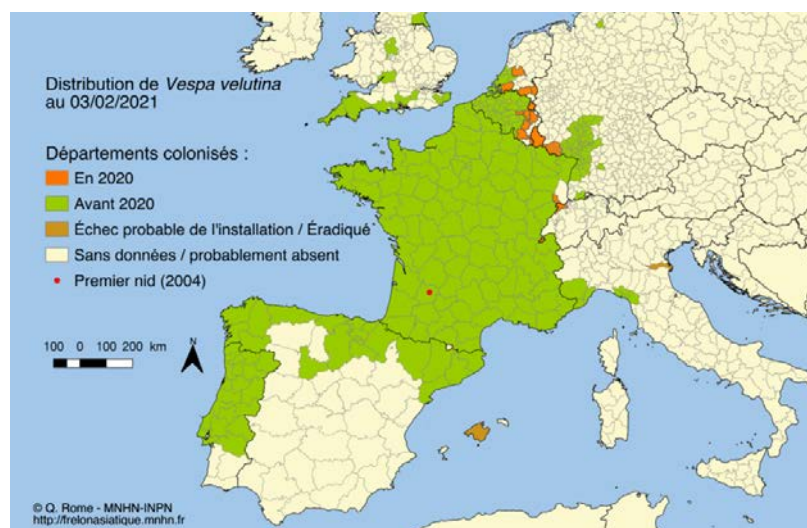 Distribution de Vespa velutina
au 03/02/2021
Départements colonisés :
En 2020
Avant 2020
Échec probable de l'installation / Éradiqué
Sans données / probablement absent
Premier nid (2004)
100 0 100 200 km
N
© Q. Rome - MNHN-INPN
http://frelonasiatique.mnhn.fr